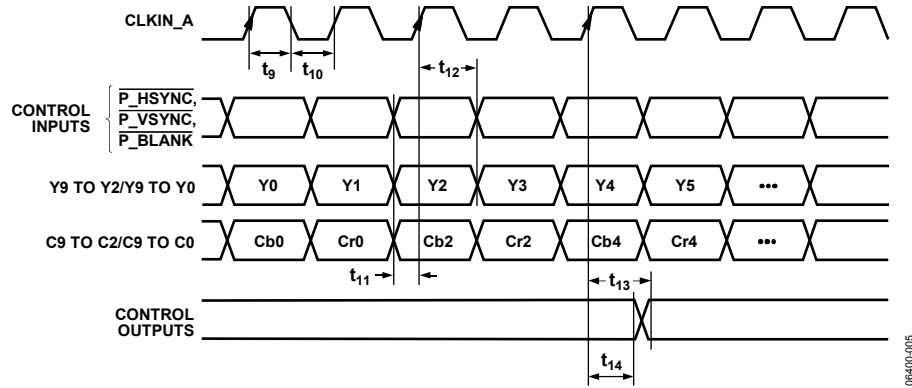 CLKIN_A
t9
t10
t12
CONTROL INPUTS
P_HSYNC,
P_VSYNC,
P_BLANK
Y9 TO Y2/Y9 TO Y0
Y0 Y1 Y2 Y3 Y4 Y5 •••
C9 TO C2/C9 TO C0
Cb0 Cr0 Cb2 Cr2 Cb4 Cr4 •••
t11
t13
CONTROL OUTPUTS
t14
06400-005